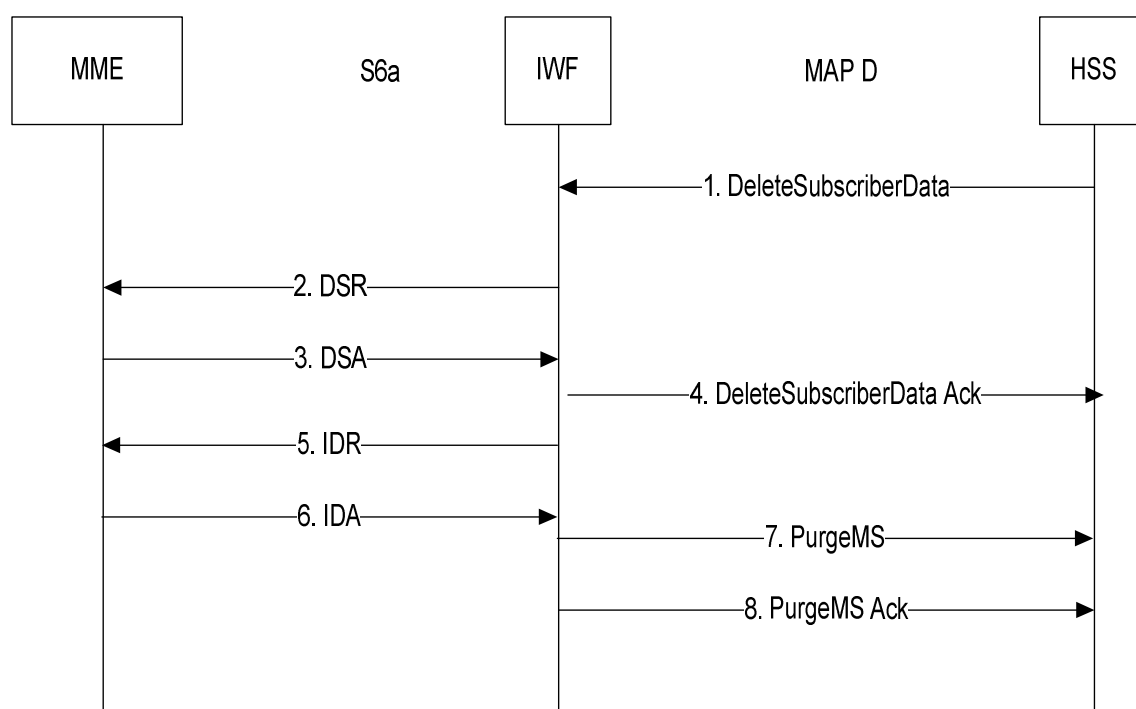 MME
S6a
IWF
MAP D
HSS
1. DeleteSubscriberData
2. DSR
3. DSA
4. DeleteSubscriberData Ack
5. IDR
6. IDA
7. PurgeMS
8. PurgeMS Ack